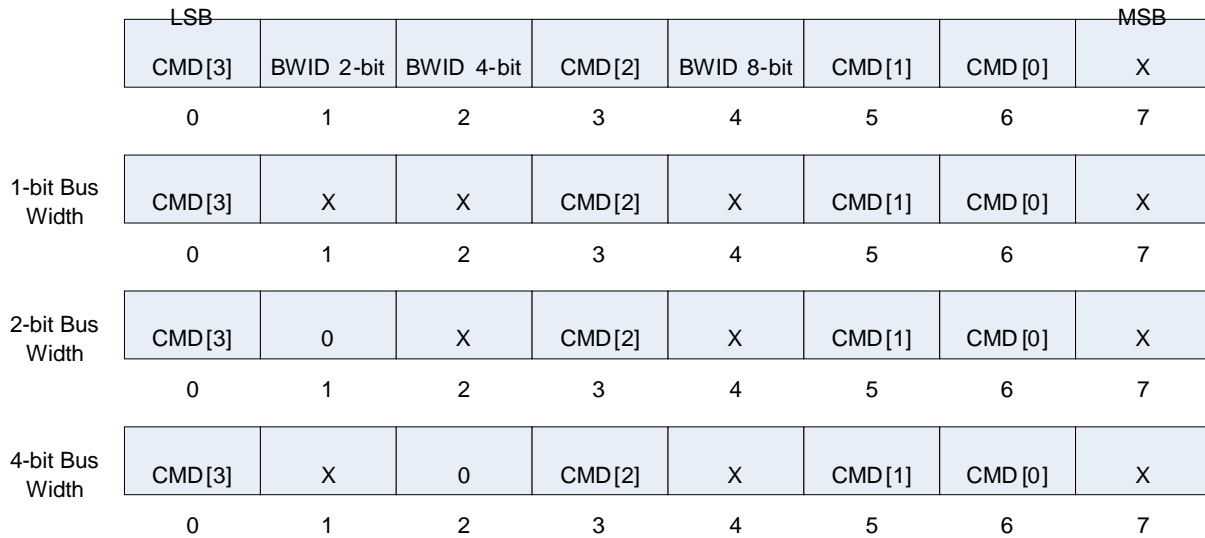 LSB MSB
CMD[3] BWID 2-bit BWID 4-bit CMD[2] BWID 8-bit CMD[1] CMD[0] X
0 1 2 3 4 5 6 7
1-bit Bus
Width
CMD[3] X X CMD[2] X CMD[1] CMD[0] X
0 1 2 3 4 5 6 7
2-bit Bus
Width
CMD[3] 0 X CMD[2] X CMD[1] CMD[0] X
0 1 2 3 4 5 6 7
4-bit Bus
Width
CMD[3] X 0 CMD[2] X CMD[1] CMD[0] X
0 1 2 3 4 5 6 7